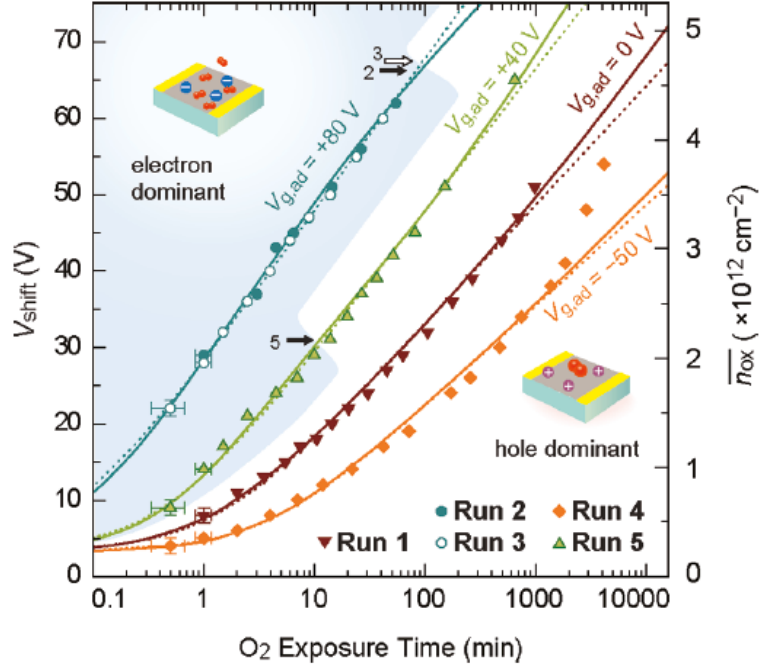 70
60
50
40
30
20
10
0
V_shift (V)
5
4
3
2
1
0
n̅_ox ( ×10¹² cm⁻²)
0.1
1
10
100
1000
10000
O₂ Exposure Time (min)
electron
dominant
hole dominant
3
2
5
V_g,ad = +80 V
V_g,ad = +40 V
V_g,ad = 0 V
V_g,ad = −50 V
Run 2
Run 4
Run 1
Run 3
Run 5